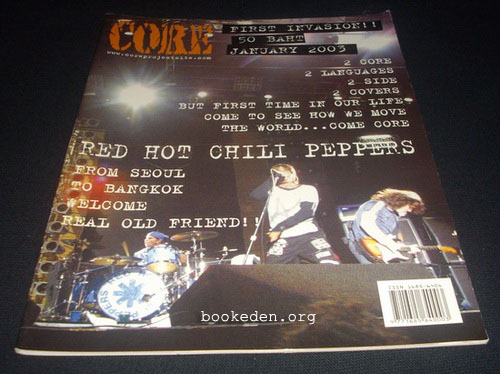 CORE
www.coreprojectsite.com
FIRST INVASION!!
50 BAHT
JANUARY 2003
2 CORE
2 LANGUAGES
2 SIDE
2 COVERS
BUT FIRST TIME IN OUR LIFE
COME TO SEE HOW WE MOVE
THE WORLD...COME CORE
RED HOT CHILI PEPPERS
FROM SEOUL
TO BANGKOK
WELCOME
REAL OLD FRIEND!!
bookeden.org